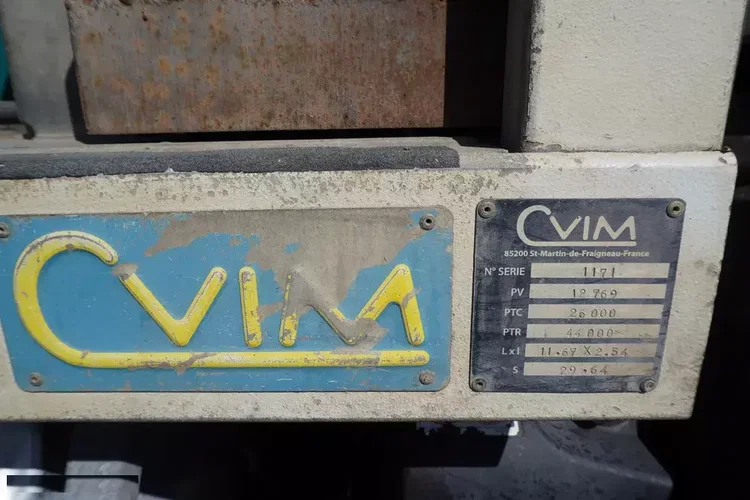 CVIM
CVIM
85200 St-Martin-de-Fraigneau-France
N° SERIE 1171
PV 12 769
PTC 26 000
PTR 44 000
L x l 11.67 X 2.54
S 29.64